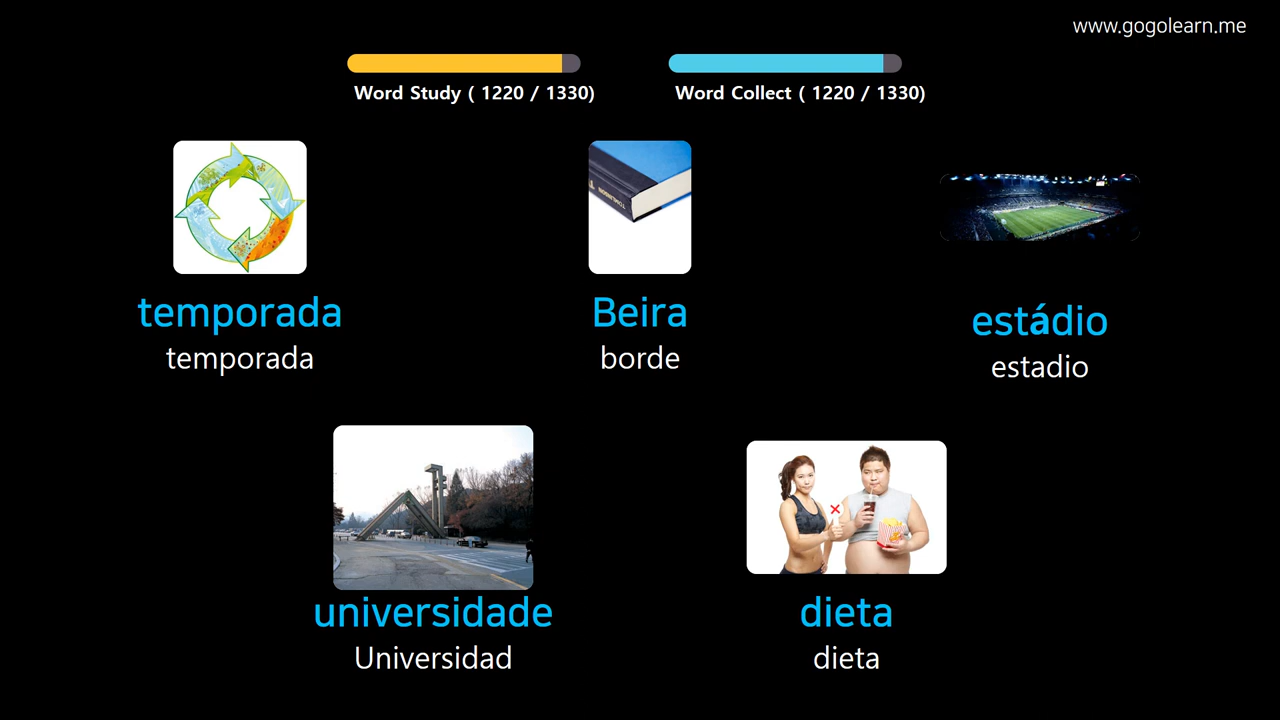 www.gogolearn.me
Word Study ( 1220 / 1330)
Word Collect ( 1220 / 1330)
temporada
temporada
Beira
borde
estádio
estadio
universidade
Universidad
dieta
dieta